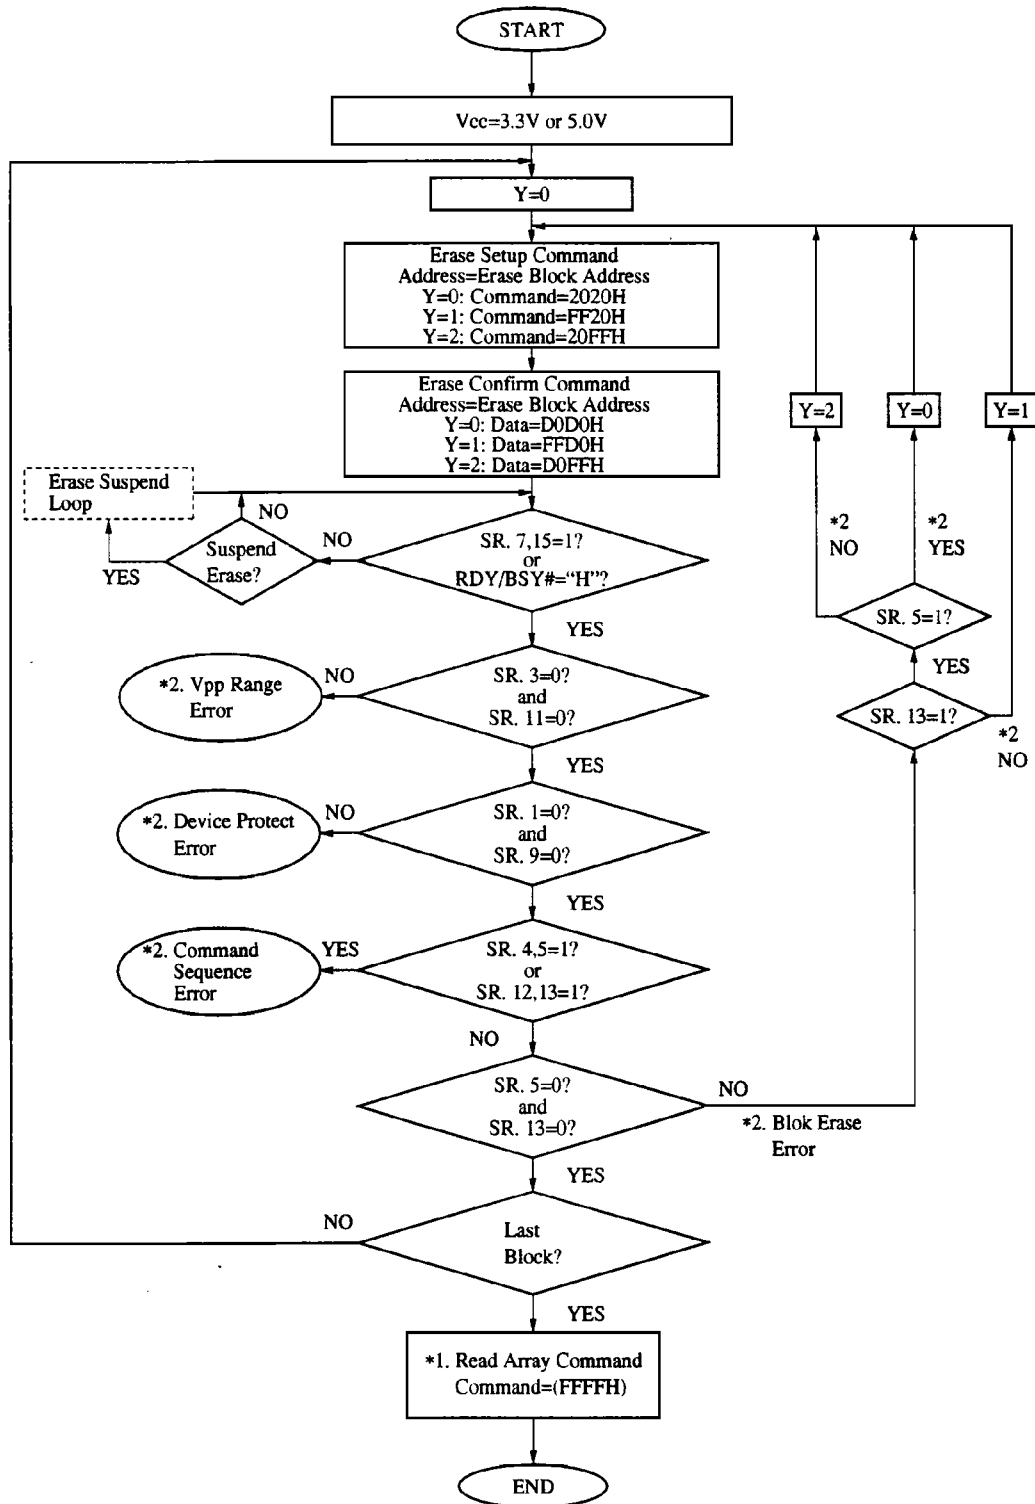 START
Vcc=3.3V or 5.0V
Y=0
Erase Setup Command
Address=Erase Block Address
Y=0: Command=2020H
Y=1: Command=FF20H
Y=2: Command=20FFH
Erase Confirm Command
Address=Erase Block Address
Y=0: Data=D0D0H
Y=1: Data=FFD0H
Y=2: Data=D0FFH
Y=2
Y=0
Y=1
Erase Suspend
Loop
NO
YES
Suspend
Erase?
NO
SR. 7,15=1?
or
RDY/BSY#=“H”?
YES
*2
NO
*2
YES
SR. 5=1?
YES
SR. 13=1?
*2
NO
*2. Vpp Range
Error
NO
SR. 3=0?
and
SR. 11=0?
YES
*2. Device Protect
Error
NO
SR. 1=0?
and
SR. 9=0?
YES
*2. Command
Sequence
Error
YES
SR. 4,5=1?
or
SR. 12,13=1?
NO
SR. 5=0?
and
SR. 13=0?
NO
*2. Blok Erase
Error
YES
NO
Last
Block?
YES
*1. Read Array Command
Command=(FFFFH)
END